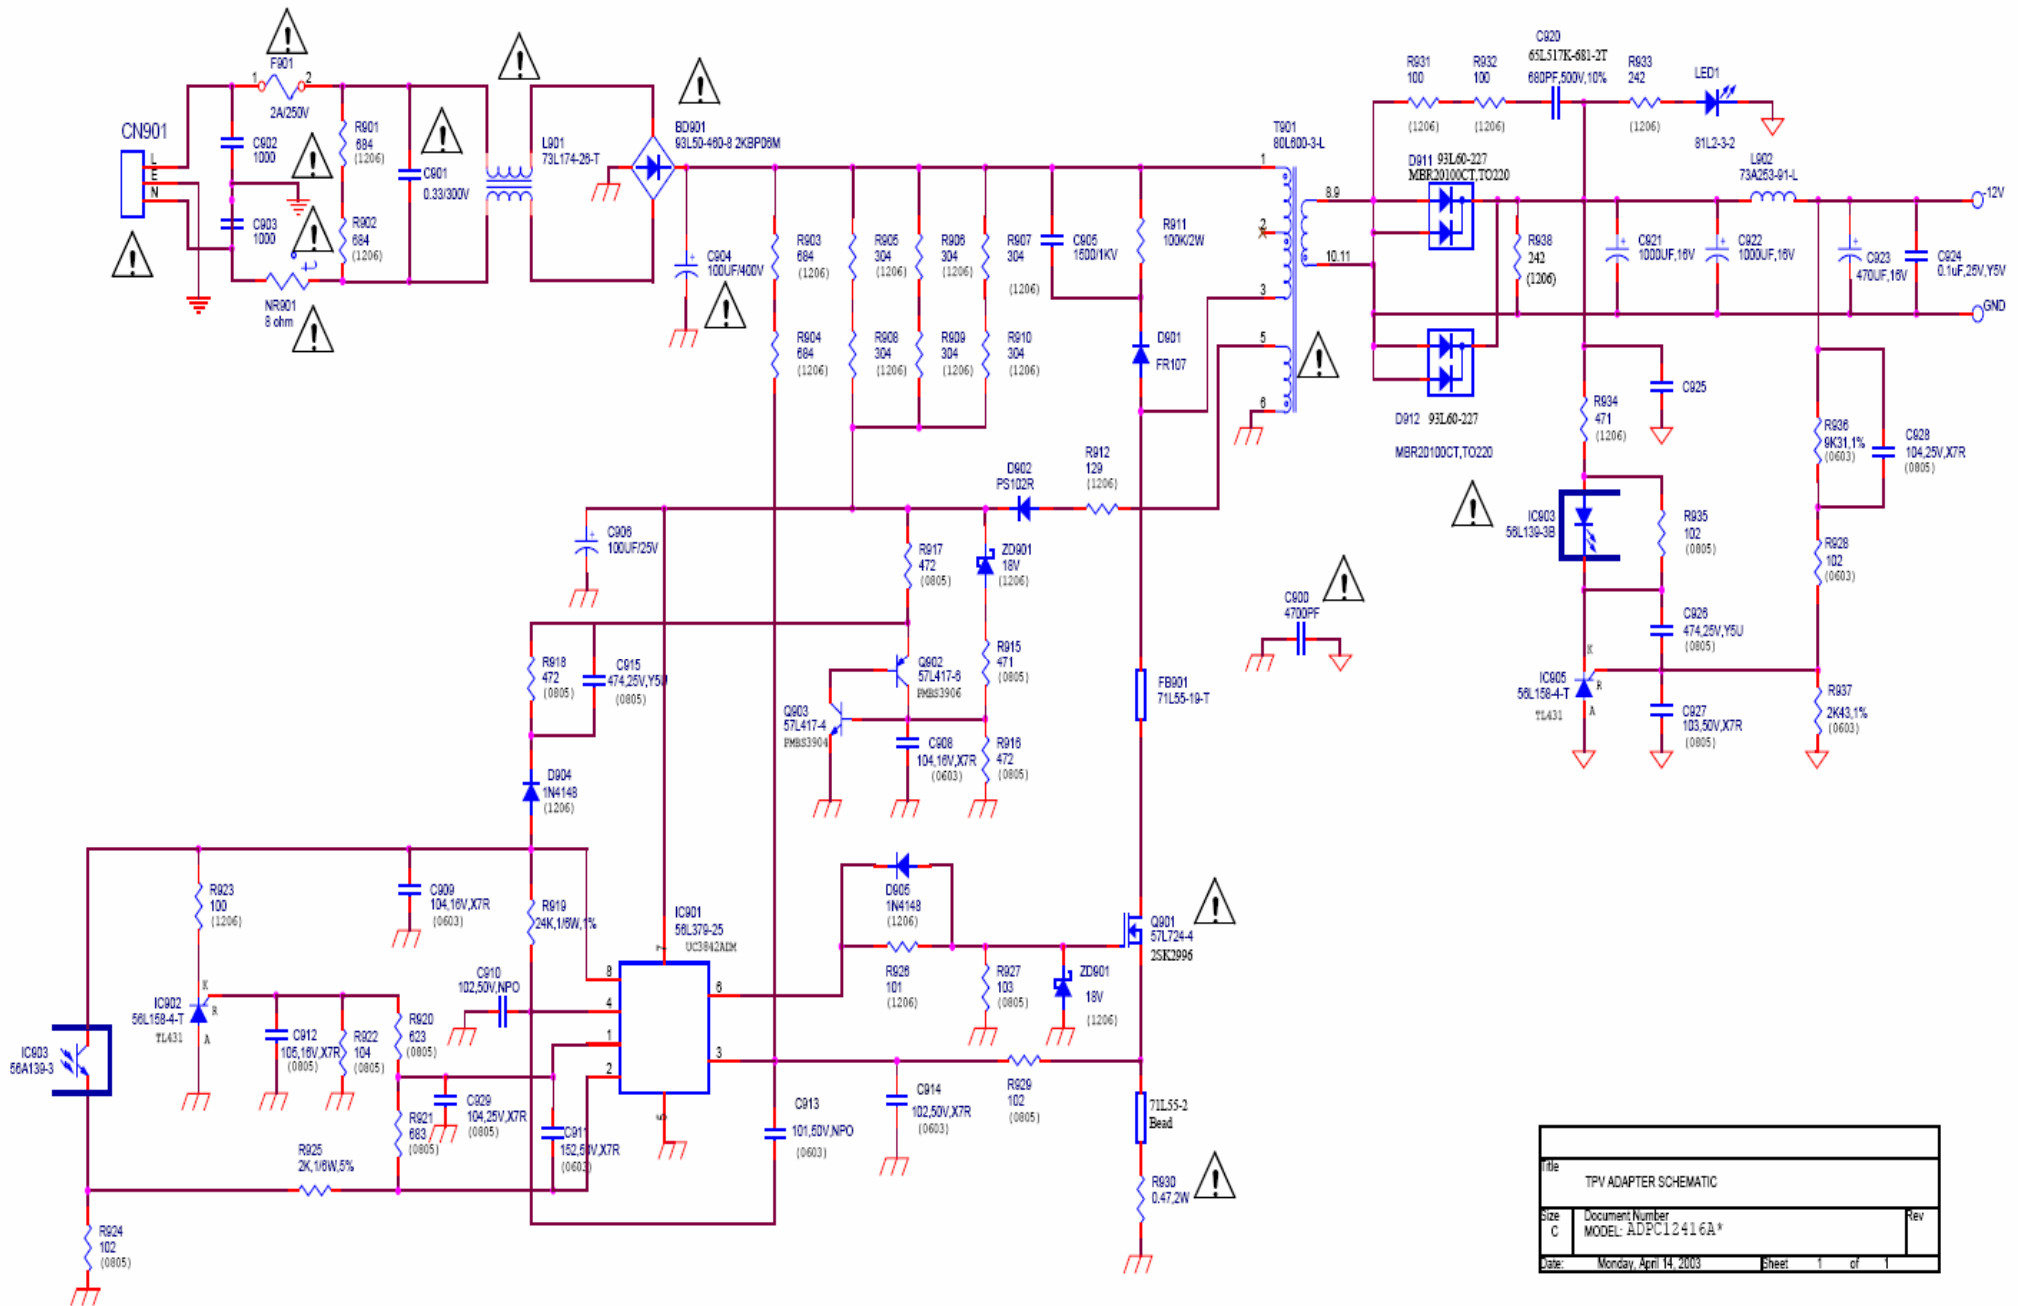 F901
1
2
2A/250V
CN901
L
E
N
C902
1000
C903
1000
R901
684
(1206)
R902
684
(1206)
C901
0.33/300V
NR901
8 ohm
t
L901
73L174-26-T
BD901
93L50-460-8 2KBP06M
C904
100UF/400V
R903
684
(1206)
R904
684
(1206)
R905
304
(1206)
R906
304
(1206)
R907
304
(1206)
R908
304
(1206)
R909
304
(1206)
R910
304
(1206)
C905
1500/1KV
R911
100K/2W
D901
FR107
T901
80L600-3-L
1
2
3
5
6
8.9
10.11
R931
100
(1206)
R932
100
(1206)
C920
65L517K-681-2T
680PF,500V,10%
R933
242
(1206)
LED1
81L2-3-2
D911 93L60-227
MBR20100CT,TO220
L902
73A253-91-L
-12V
R938
242
(1206)
C921
1000UF,16V
C922
1000UF,16V
C923
470UF,16V
C924
0.1uF,25V,Y5V
GND
D912 93L60-227
MBR20100CT,TO220
C925
R934
471
(1206)
R936
9K31,1%
(0603)
C928
104,25V,X7R
(0805)
IC903
56L139-3B
R935
102
(0805)
R928
102
(0603)
C926
474,25V,Y5U
(0805)
IC905
56L158-4-T
TL431
K
R
A
C927
103,50V,X7R
(0805)
R937
2K43,1%
(0603)
C900
4700PF
R912
129
(1206)
D902
PS102R
C906
100UF/25V
R917
472
(0805)
ZD901
18V
(1206)
R918
472
(0805)
C915
474,25V,Y5U
(0805)
Q902
57L417-6
PMBS3906
R915
471
(0805)
Q903
57L417-4
PMBS3904
C908
104,16V,X7R
(0603)
R916
472
(0805)
FB901
71L55-19-T
D904
1N4148
(1206)
R923
100
(1206)
C909
104,16V,X7R
(0603)
R919
24K,1/6W,1%
IC901
56L379-25
UC3842ADM
7
8
4
1
2
6
3
5
D905
1N4148
(1206)
R926
101
(1206)
R927
103
(0805)
ZD901
18V
(1206)
Q901
57L724-4
2SK2996
C910
102,50V,NPO
IC902
56L158-4-T
TL431
K
R
A
C912
105,16V,X7R
(0805)
R922
104
(0805)
R920
623
(0805)
IC903
56A139-3
C929
104,25V,X7R
(0805)
R921
683
(0805)
C911
152,50V,X7R
(0603)
C913
101,50V,NPO
(0603)
C914
102,50V,X7R
(0603)
R929
102
(0805)
71L55-2
Bead
R925
2K,1/6W,5%
R924
102
(0805)
R930
0.47,2W
Title
TPV ADAPTER SCHEMATIC
Size
C
Document Number
MODEL: ADPC12416A*
Rev
Date:
Monday, April 14, 2003
Sheet 1 of 1